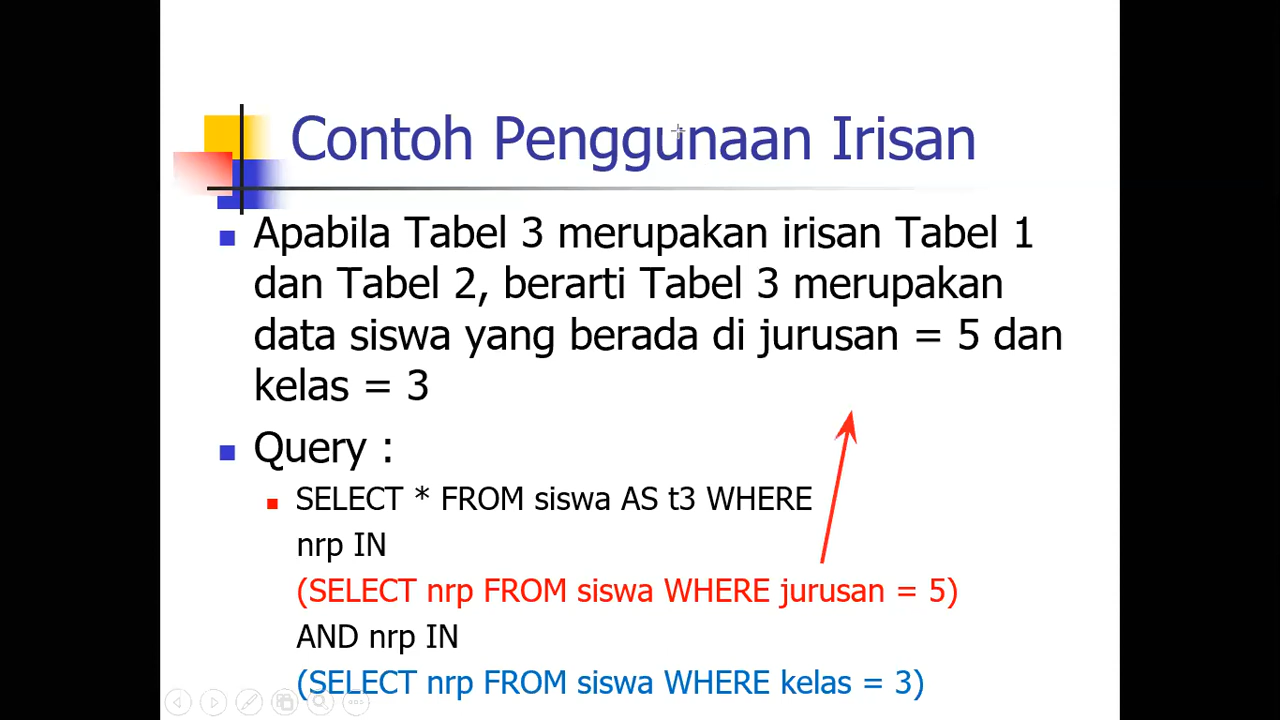 Contoh Penggunaan Irisan
Apabila Tabel 3 merupakan irisan Tabel 1
dan Tabel 2, berarti Tabel 3 merupakan
data siswa yang berada di jurusan = 5 dan
kelas = 3
Query :
SELECT * FROM siswa AS t3 WHERE
nrp IN
(SELECT nrp FROM siswa WHERE jurusan = 5)
AND nrp IN
(SELECT nrp FROM siswa WHERE kelas = 3)